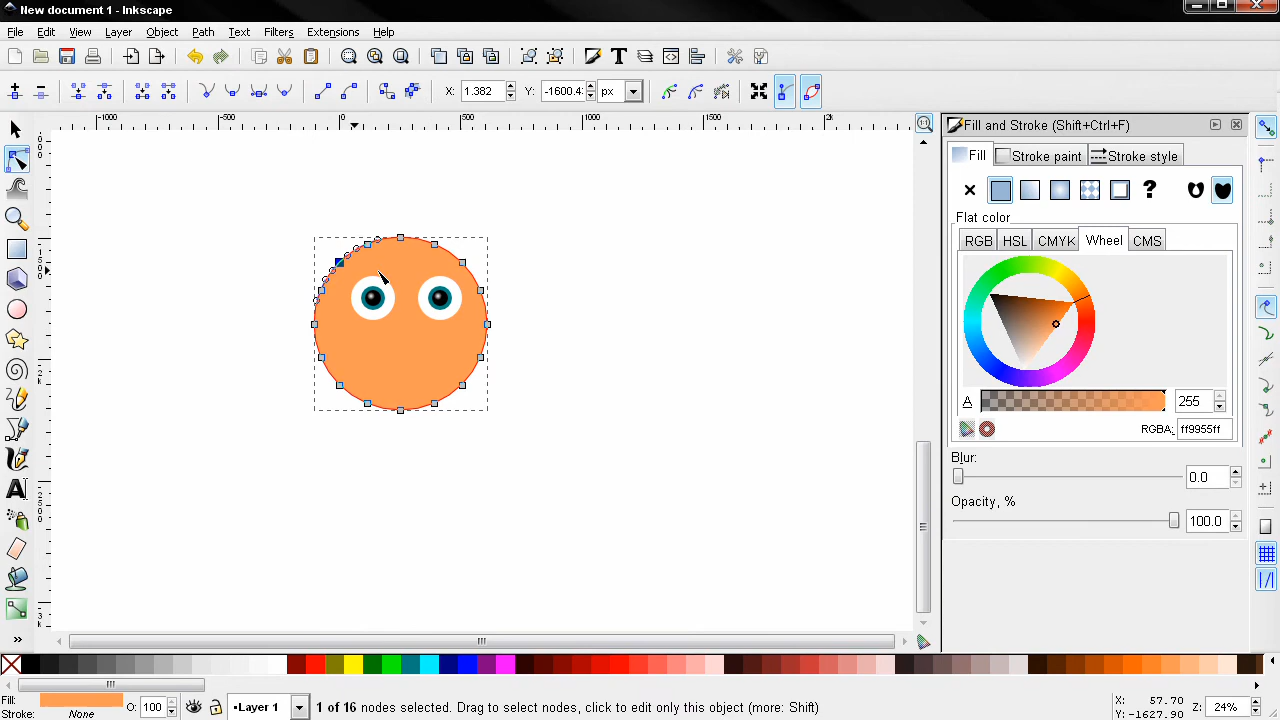 New document 1 - Inkscape
File Edit View Layer Object Path Text Filters Extensions Help
X: 1.382 Y: -1600.4 px
-1000 -500 0 500 1000 1500 2k
Fill and Stroke (Shift+Ctrl+F)
Fill Stroke paint Stroke style
?
Flat color
RGB HSL CMYK Wheel CMS
A 255
RGBA: ff9955ff
Blur:
0.0
Opacity, %
100.0
Fill: O: 100 Layer 1 1 of 16 nodes selected. Drag to select nodes, click to edit only this object (more: Shift) X: 57.70 Z: 24%
Stroke: None Y: -1627.90